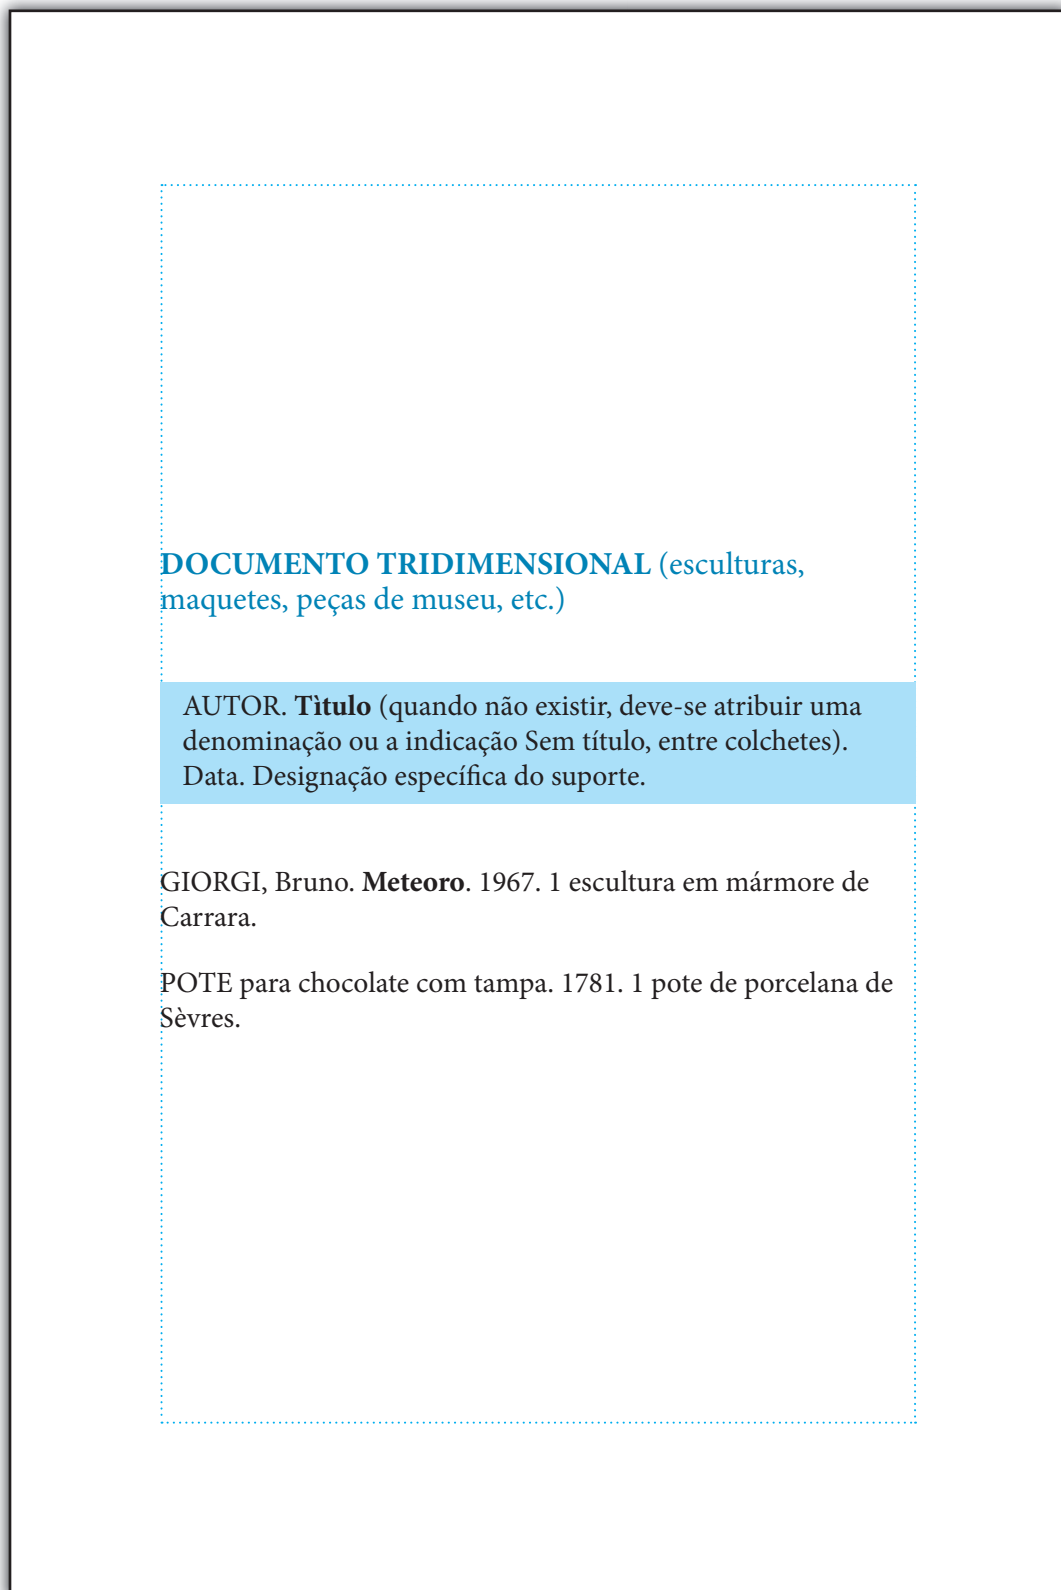 DOCUMENTO TRIDIMENSIONAL (esculturas,
maquetes, peças de museu, etc.)
AUTOR. Tìtulo (quando não existir, deve-se atribuir uma
denominação ou a indicação Sem título, entre colchetes).
Data. Designação específica do suporte.
GIORGI, Bruno. Meteoro. 1967. 1 escultura em mármore de
Carrara.
POTE para chocolate com tampa. 1781. 1 pote de porcelana de
Sèvres.